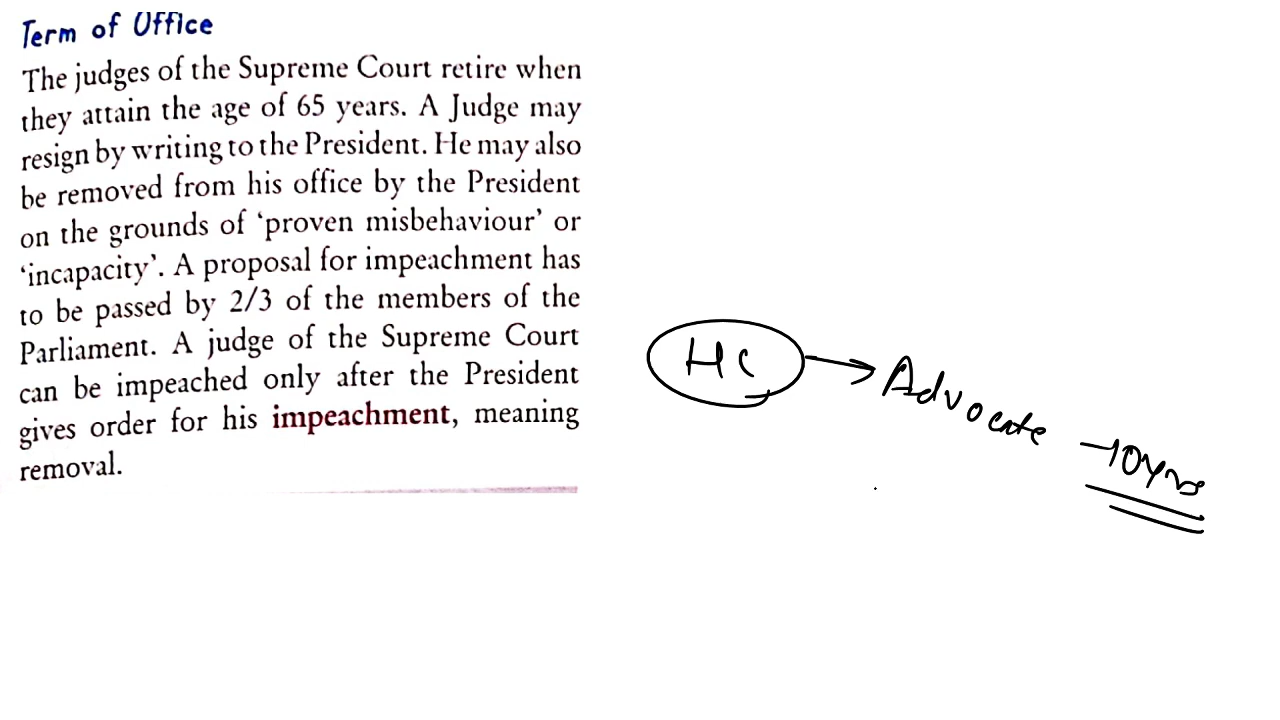 Term of Office
The judges of the Supreme Court retire when
they attain the age of 65 years. A Judge may
resign by writing to the President. He may also
be removed from his office by the President
on the grounds of ‘proven misbehaviour’ or
‘incapacity’. A proposal for impeachment has
to be passed by 2/3 of the members of the
Parliament. A judge of the Supreme Court
can be impeached only after the President
gives order for his impeachment, meaning
removal.
HC → Advocate – 10yrs